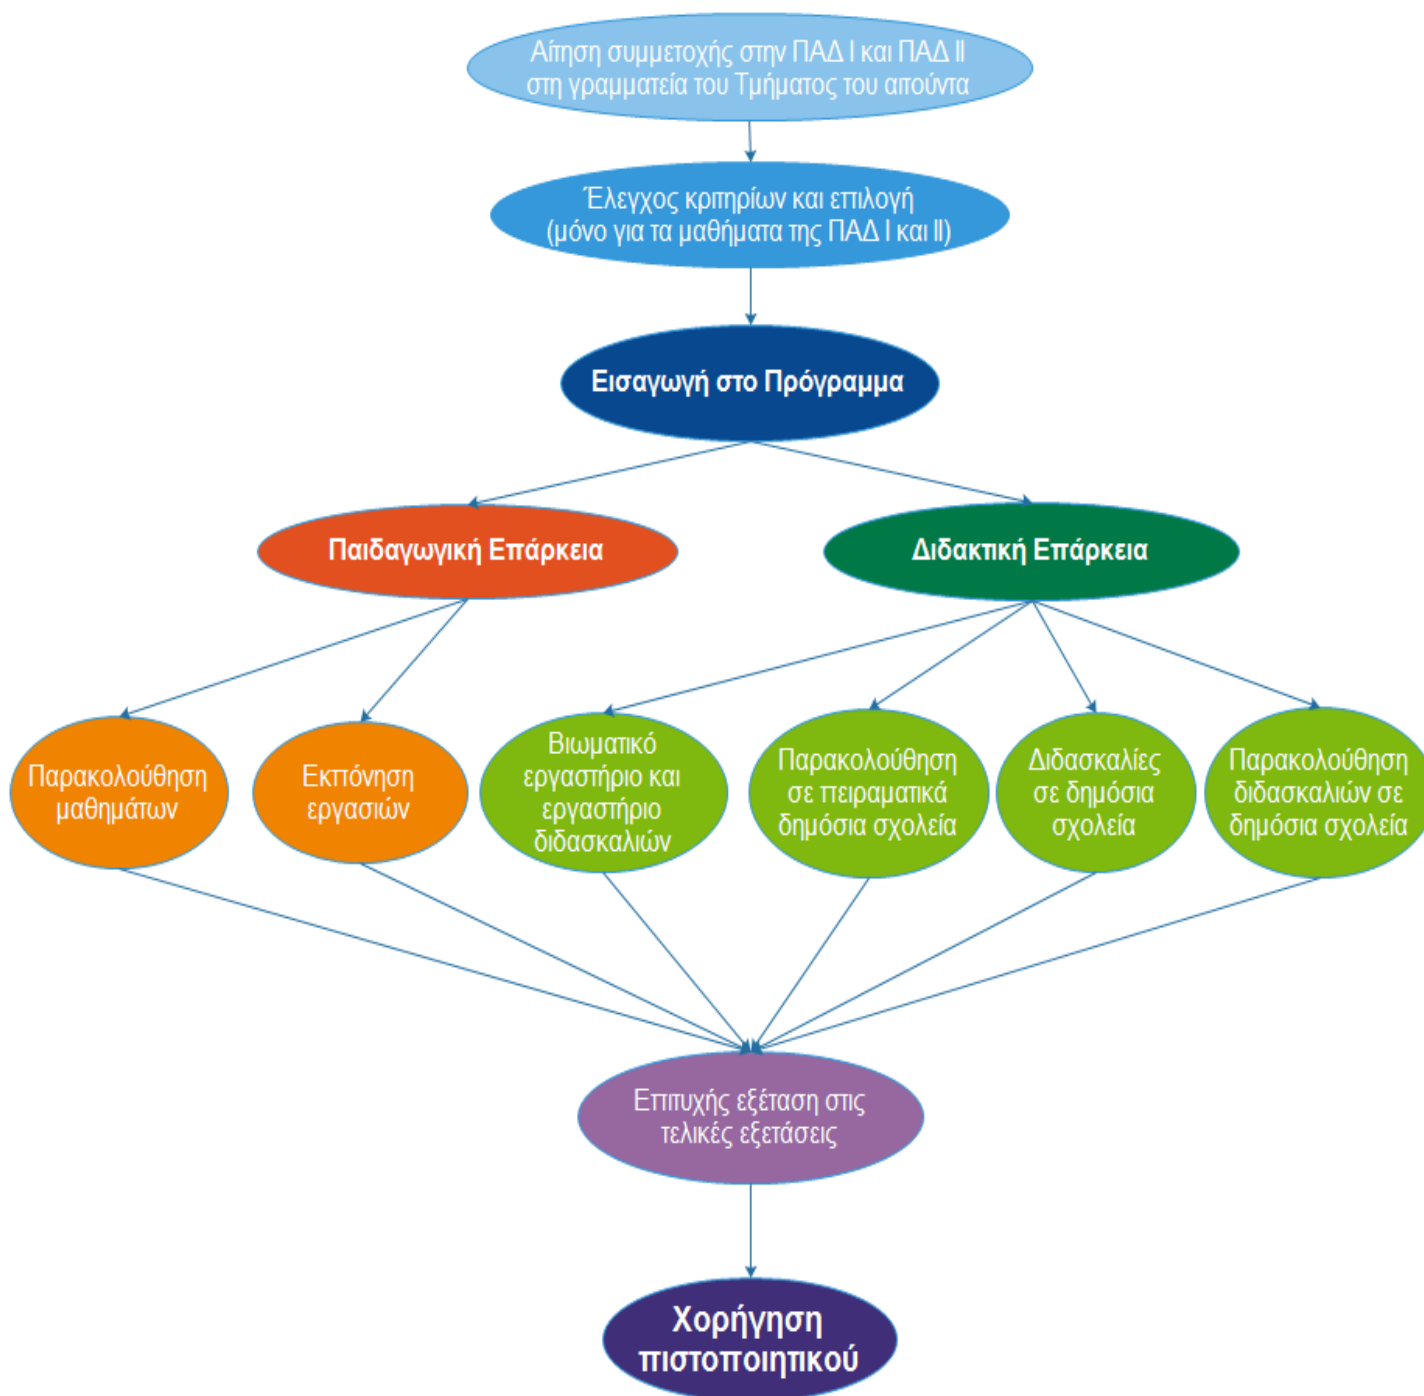 Αίτηση συμμετοχής στην ΠΑΔ Ι και ΠΑΔ ΙΙ
στη γραμματεία του Τμήματος του αιτούντα
Έλεγχος κριτηρίων και επιλογή
(μόνο για τα μαθήματα της ΠΑΔ Ι και ΙΙ)
Εισαγωγή στο Πρόγραμμα
Παιδαγωγική Επάρκεια
Διδακτική Επάρκεια
Παρακολούθηση
μαθημάτων
Εκπόνηση
εργασιών
Βιωματικό
εργαστήριο και
εργαστήριο
διδασκαλιών
Παρακολούθηση
σε πειραματικά
δημόσια σχολεία
Διδασκαλίες
σε δημόσια
σχολεία
Παρακολούθηση
διδασκαλιών σε
δημόσια σχολεία
Επιτυχής εξέταση στις
τελικές εξετάσεις
Χορήγηση
πιστοποιητικού